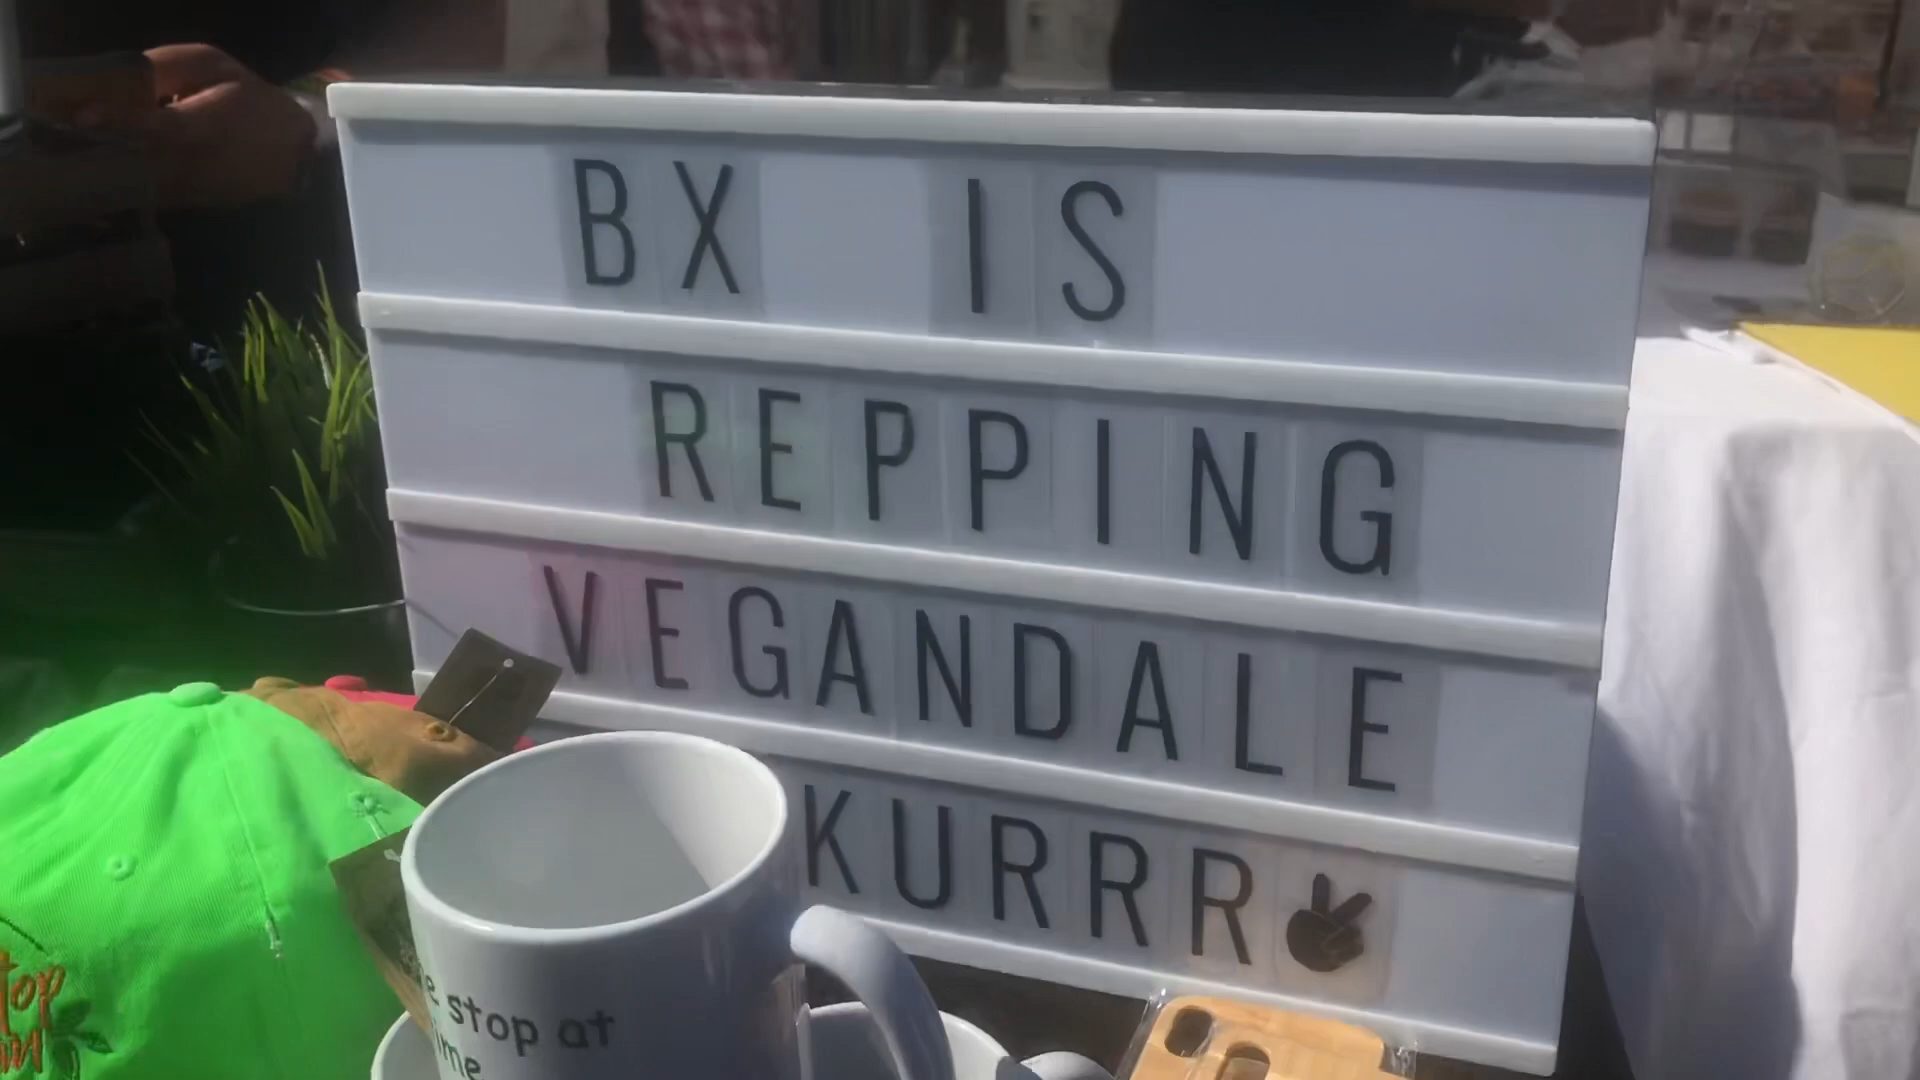 BX IS
REPPING
VEGANDALE
KURRR
stop at